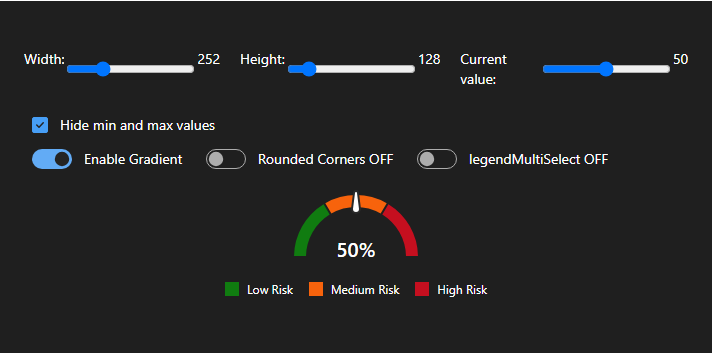 Width: 252 Height: 128 Current value: 50
Hide min and max values
Enable Gradient Rounded Corners OFF legendMultiSelect OFF
50%
Low Risk Medium Risk High Risk